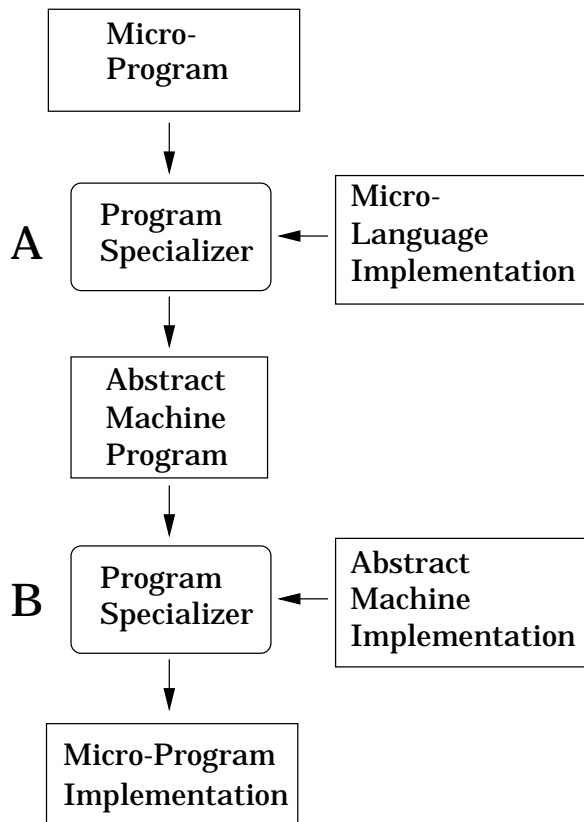 Micro-
Program
A
Program
Specializer
Micro-
Language
Implementation
Abstract
Machine
Program
B
Program
Specializer
Abstract
Machine
Implementation
Micro-Program
Implementation